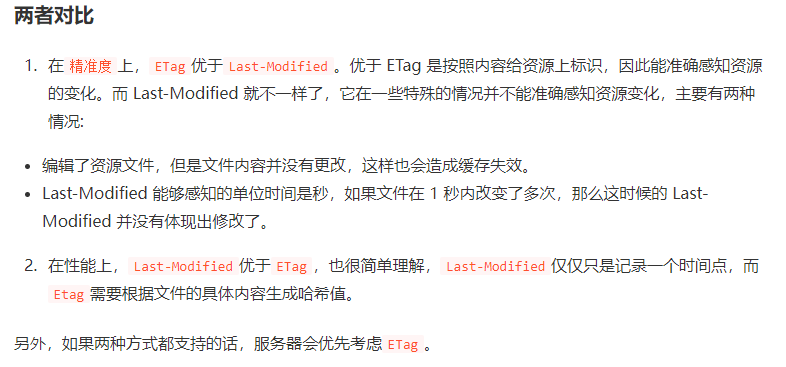 两者对比
1. 在 精准度 上， ETag 优于 Last-Modified 。优于 ETag 是按照内容给资源上标识，因此能准确感知资源
的变化。而 Last-Modified 就不一样了，它在一些特殊的情况并不能准确感知资源变化，主要有两种
情况:
• 编辑了资源文件，但是文件内容并没有更改，这样也会造成缓存失效。
• Last-Modified 能够感知的单位时间是秒，如果文件在 1 秒内改变了多次，那么这时候的 Last-
Modified 并没有体现出修改了。
2. 在性能上， Last-Modified 优于 ETag ，也很简单理解， Last-Modified 仅仅只是记录一个时间点，而
Etag 需要根据文件的具体内容生成哈希值。
另外，如果两种方式都支持的话，服务器会优先考虑 ETag 。